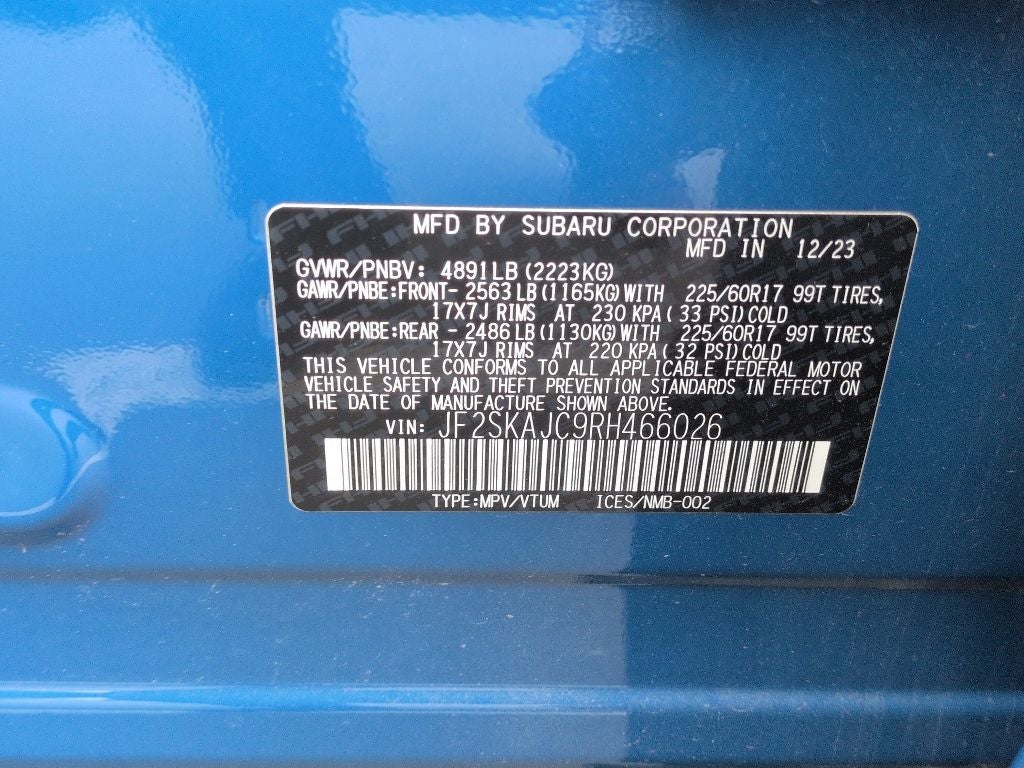 MFD BY SUBARU CORPORATION
MFD IN 12/23
GVWR/PNBV: 4891LB(2223KG)
GAWR/PNBE:FRONT- 2563LB(1165KG)WITH 225/60R17 99T TIRES,
17X7J RIMS AT 230 KPA( 33 PSI)COLD
GAWR/PNBE:REAR - 2486LB(1130KG)WITH 225/60R17 99T TIRES,
17X7J RIMS AT 220 KPA( 32 PSI)COLD
THIS VEHICLE CONFORMS TO ALL APPLICABLE FEDERAL MOTOR
VEHICLE SAFETY AND THEFT PREVENTION STANDARDS IN EFFECT ON
THE DATE OF MANUFACTURE SHOWN ABOVE.
VIN: JF2SKAJC9RH466026
TYPE:MPV/VTUM ICES/NMB-002